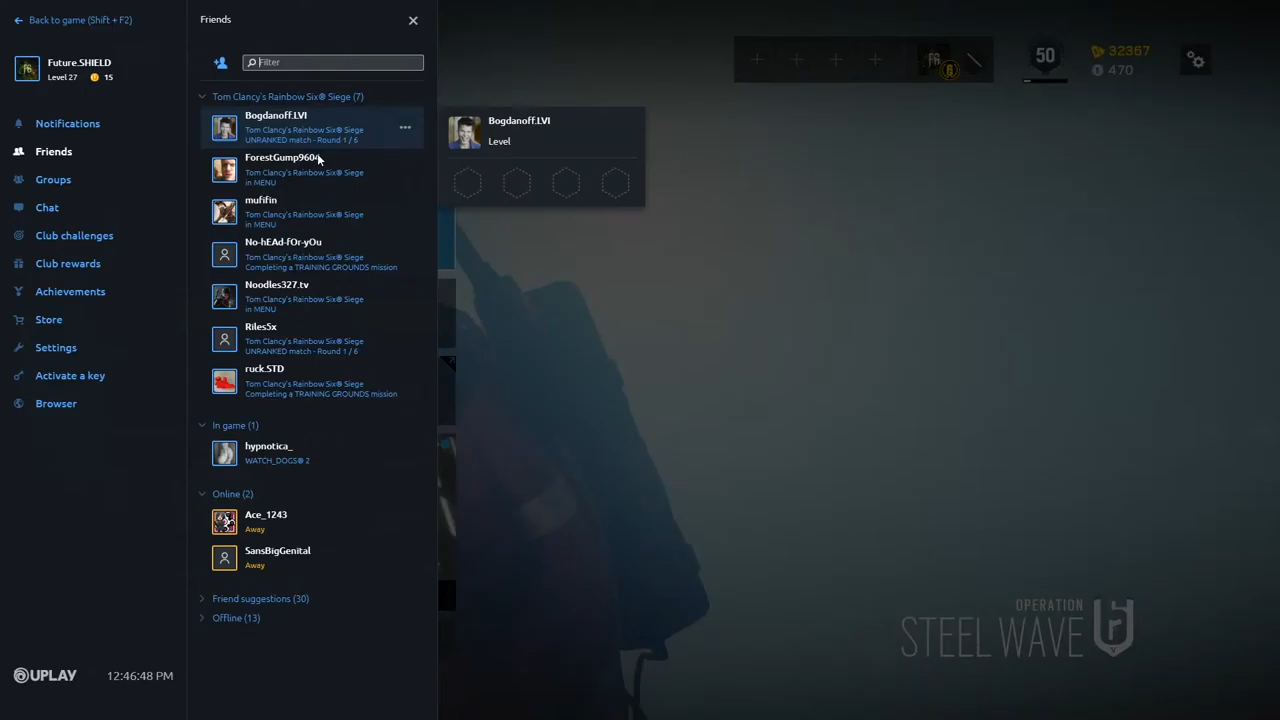 Back to game (Shift + F2)
Future.SHIELD
Level 27 15
Notifications
Friends
Groups
Chat
Club challenges
Club rewards
Achievements
Store
Settings
Activate a key
Browser
UPLAY
12:46:48 PM
Friends
Filter
Tom Clancy's Rainbow Six® Siege (7)
Bogdanoff.LVI
Tom Clancy's Rainbow Six® Siege
UNRANKED match - Round 1 / 6
ForestGump9604
Tom Clancy's Rainbow Six® Siege
in MENU
mufifin
Tom Clancy's Rainbow Six® Siege
in MENU
No-hEAd-fOr-yOu
Tom Clancy's Rainbow Six® Siege
Completing a TRAINING GROUNDS mission
Noodles327.tv
Tom Clancy's Rainbow Six® Siege
in MENU
Riles5x
Tom Clancy's Rainbow Six® Siege
UNRANKED match - Round 1 / 6
ruck.STD
Tom Clancy's Rainbow Six® Siege
Completing a TRAINING GROUNDS mission
In game (1)
hypnotica_
WATCH_DOGS® 2
Online (2)
Ace_1243
Away
SansBigGenital
Away
Friend suggestions (30)
Offline (13)
Bogdanoff.LVI
Level
50
32367
470
OPERATION
STEEL WAVE